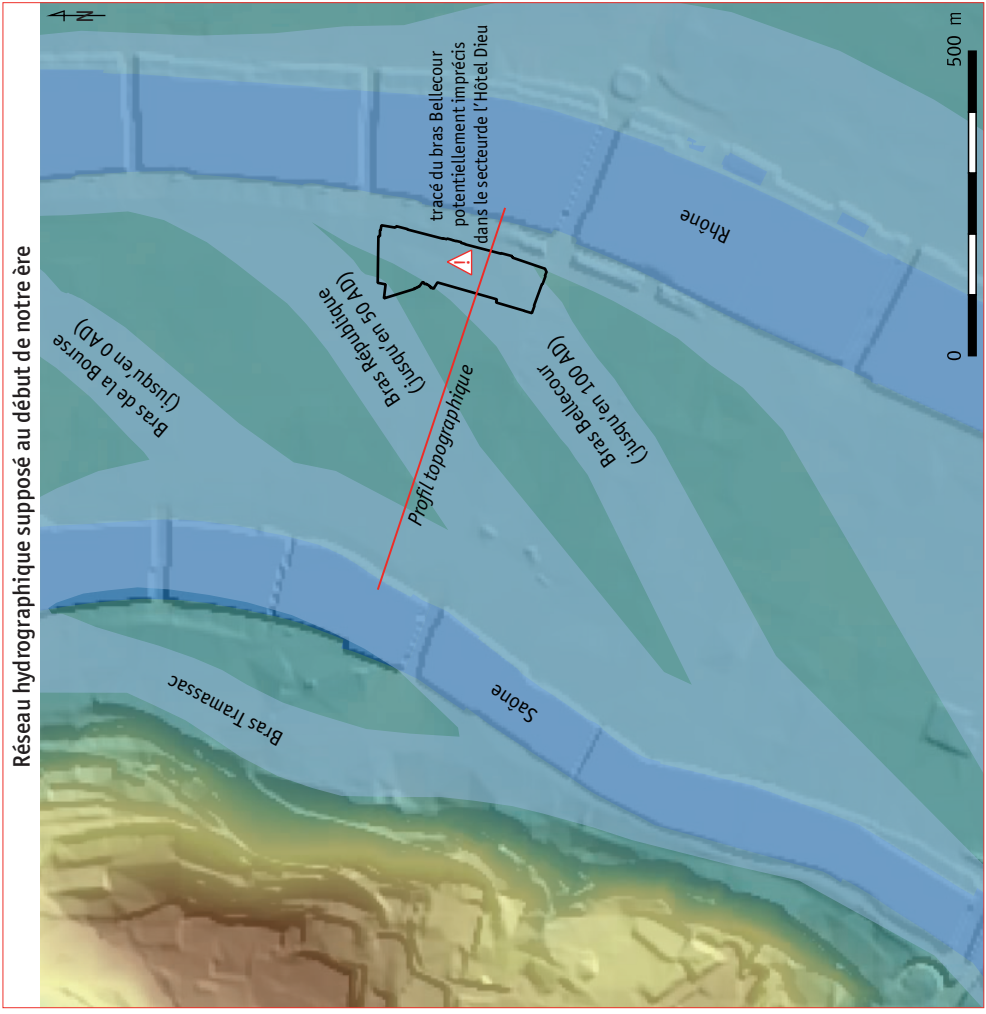 Réseau hydrographique supposé au début de notre ère
N
Bras de la Bourse
(jusqu'en 0 AD)
Bras République
(jusqu'en 50 AD)
tracé du bras Bellecour
potentiellement imprécis
dans le secteurde l'Hôtel Dieu
!
Profil topographique
Bras Bellecour
(jusqu'en 100 AD)
Bras Tramassac
Saône
Rhône
0
500 m